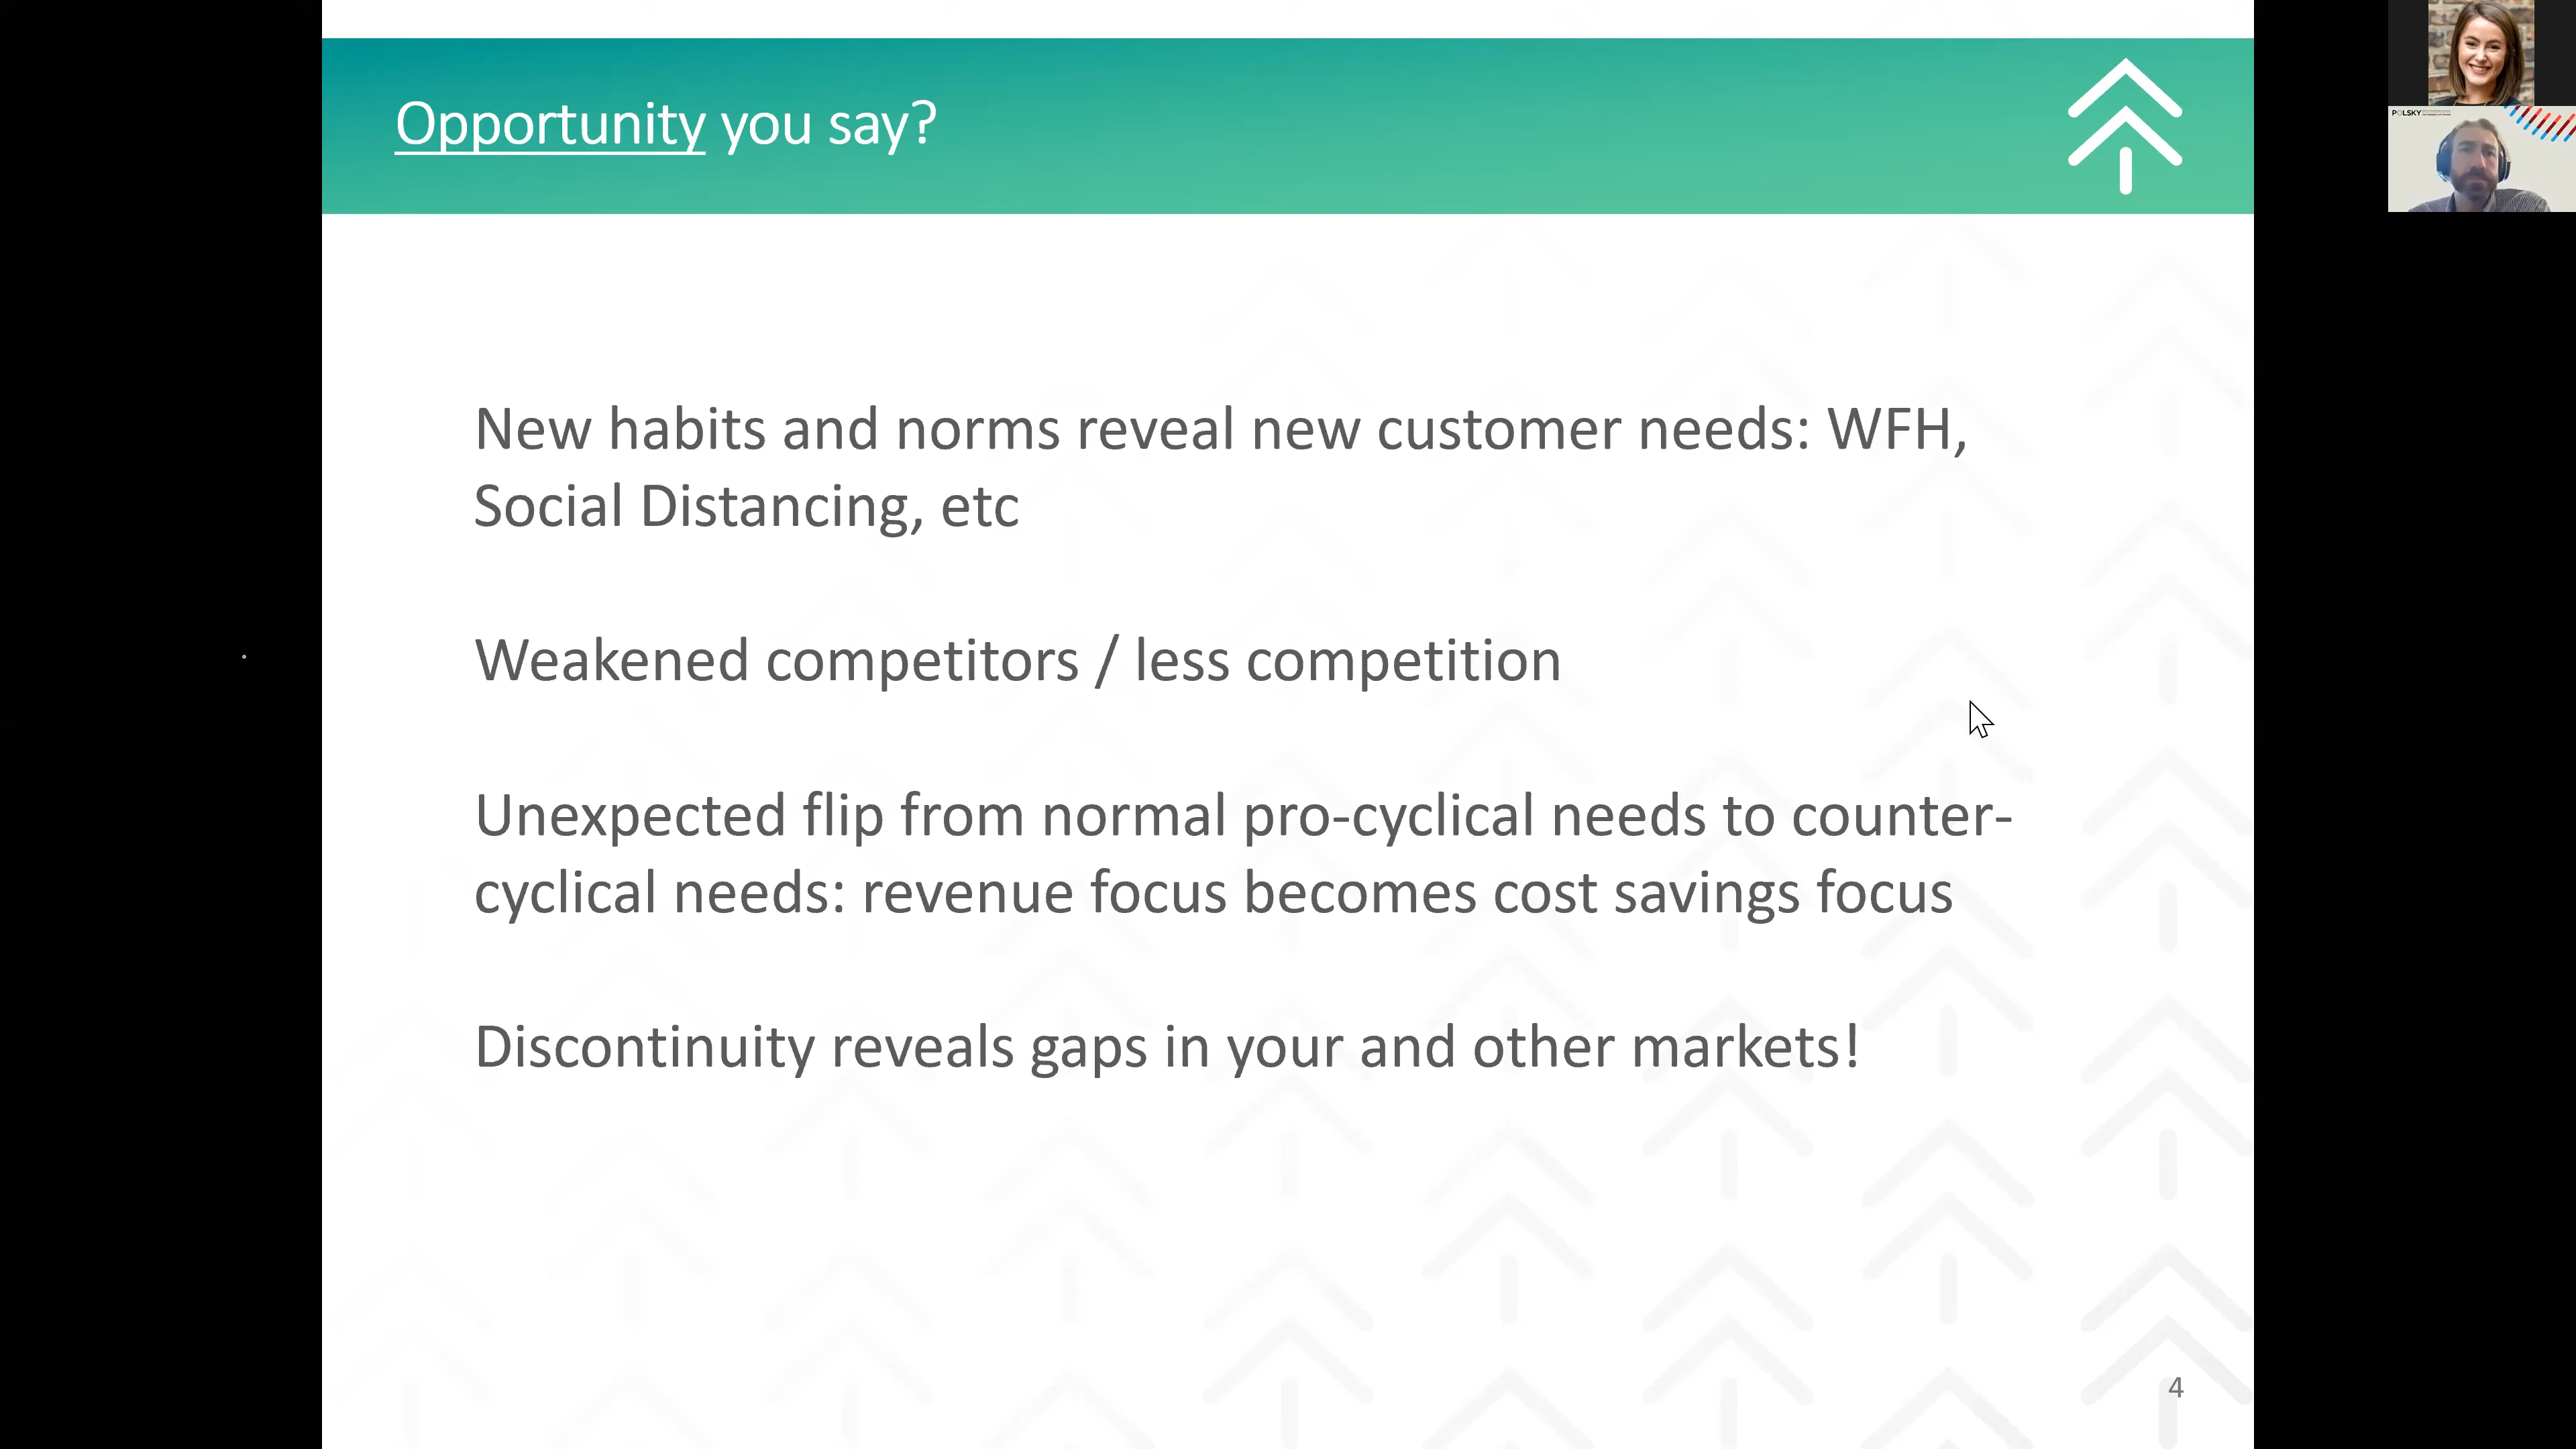 Opportunity you say?
POLSKY
New habits and norms reveal new customer needs: WFH,
Social Distancing, etc
Weakened competitors / less competition
Unexpected flip from normal pro-cyclical needs to counter-
cyclical needs: revenue focus becomes cost savings focus
Discontinuity reveals gaps in your and other markets!
4